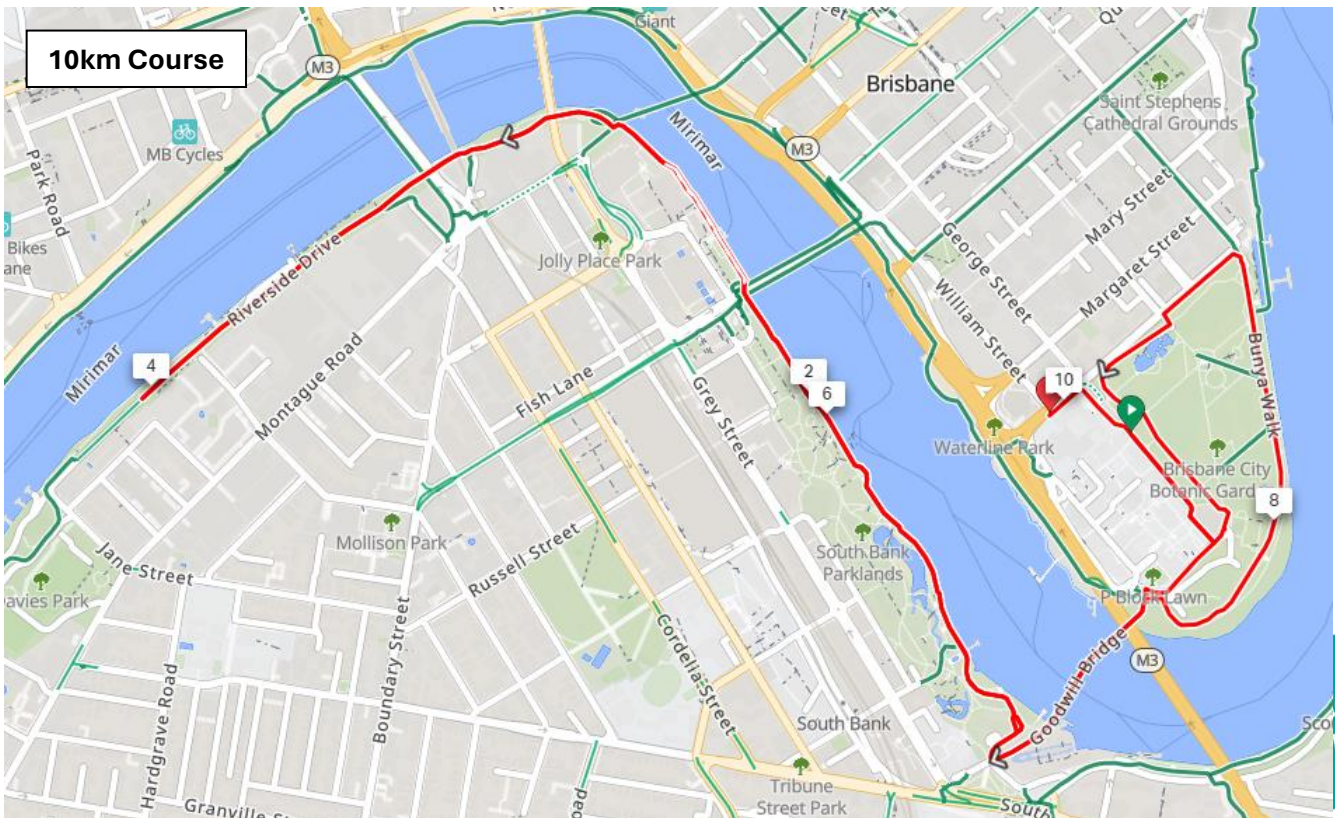 10km Course
Giant
M3
Brisbane
Saint Stephens
Cathedral Grounds
MB Cycles
Mirimar
M3
Park Road
Mary Street
Margaret Street
George Street
Bikes
ane
Jolly Place Park
William Street
Riverside Drive
Mirimar
4
Montague Road
Fish Lane
Grey Street
2
6
10
Bunya Walk
Waterline Park
Brisbane City
Botanic Gard
8
Mollison Park
Russell Street
South Bank
Parklands
Jane Street
avies Park
P Block Lawn
Goodwill Bridge
M3
Cordelia Street
Boundary Street
Hardgrave Road
South Bank
Tribune
Street Park
Granville St
oad
South
Sco